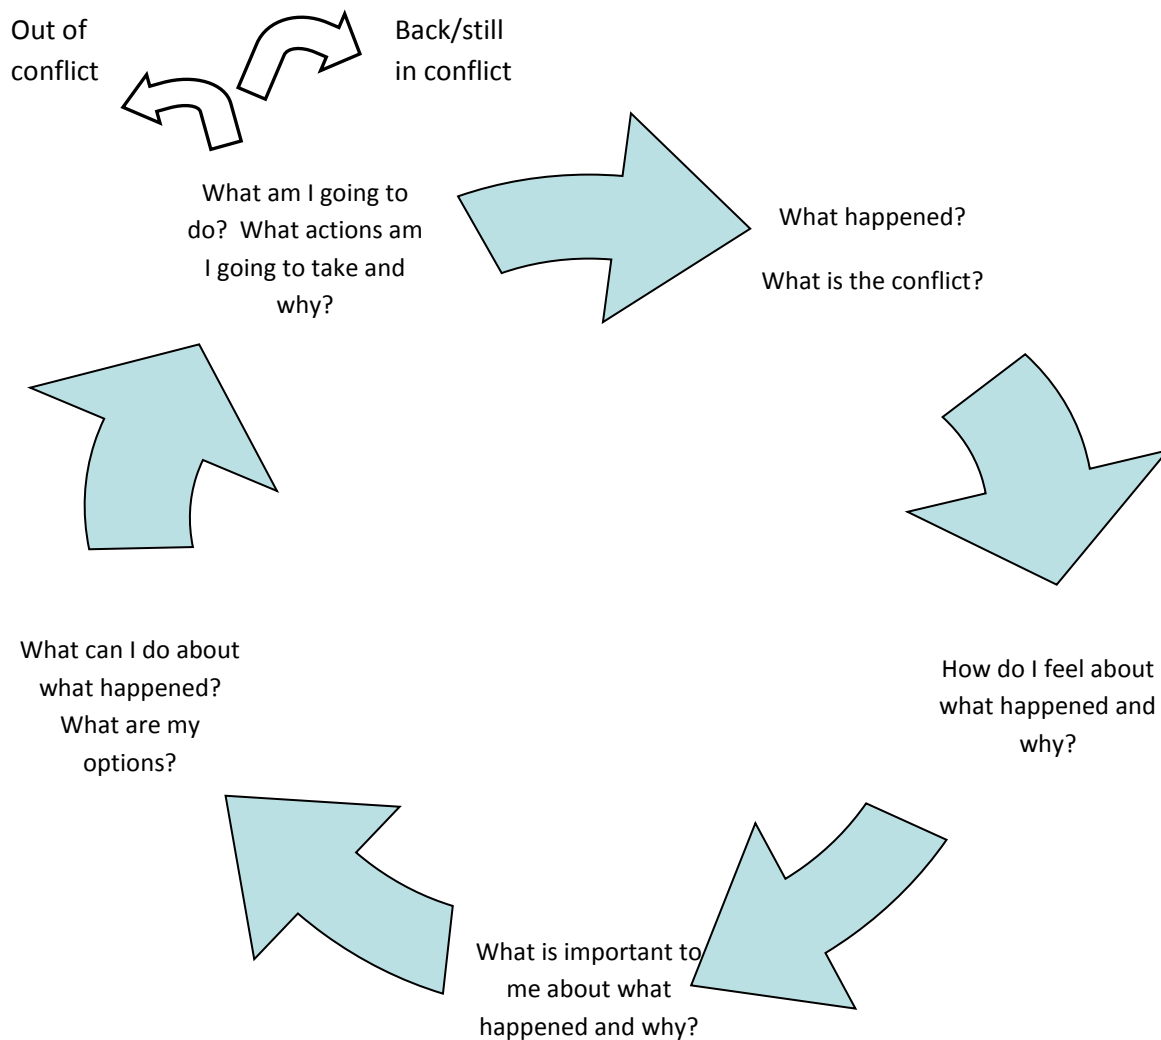 Out of
conflict
Back/still
in conflict
What am I going to
do?  What actions am
I going to take and
why?
What happened?
What is the conflict?
How do I feel about
what happened and
why?
What is important to
me about what
happened and why?
What can I do about
what happened?
What are my
options?